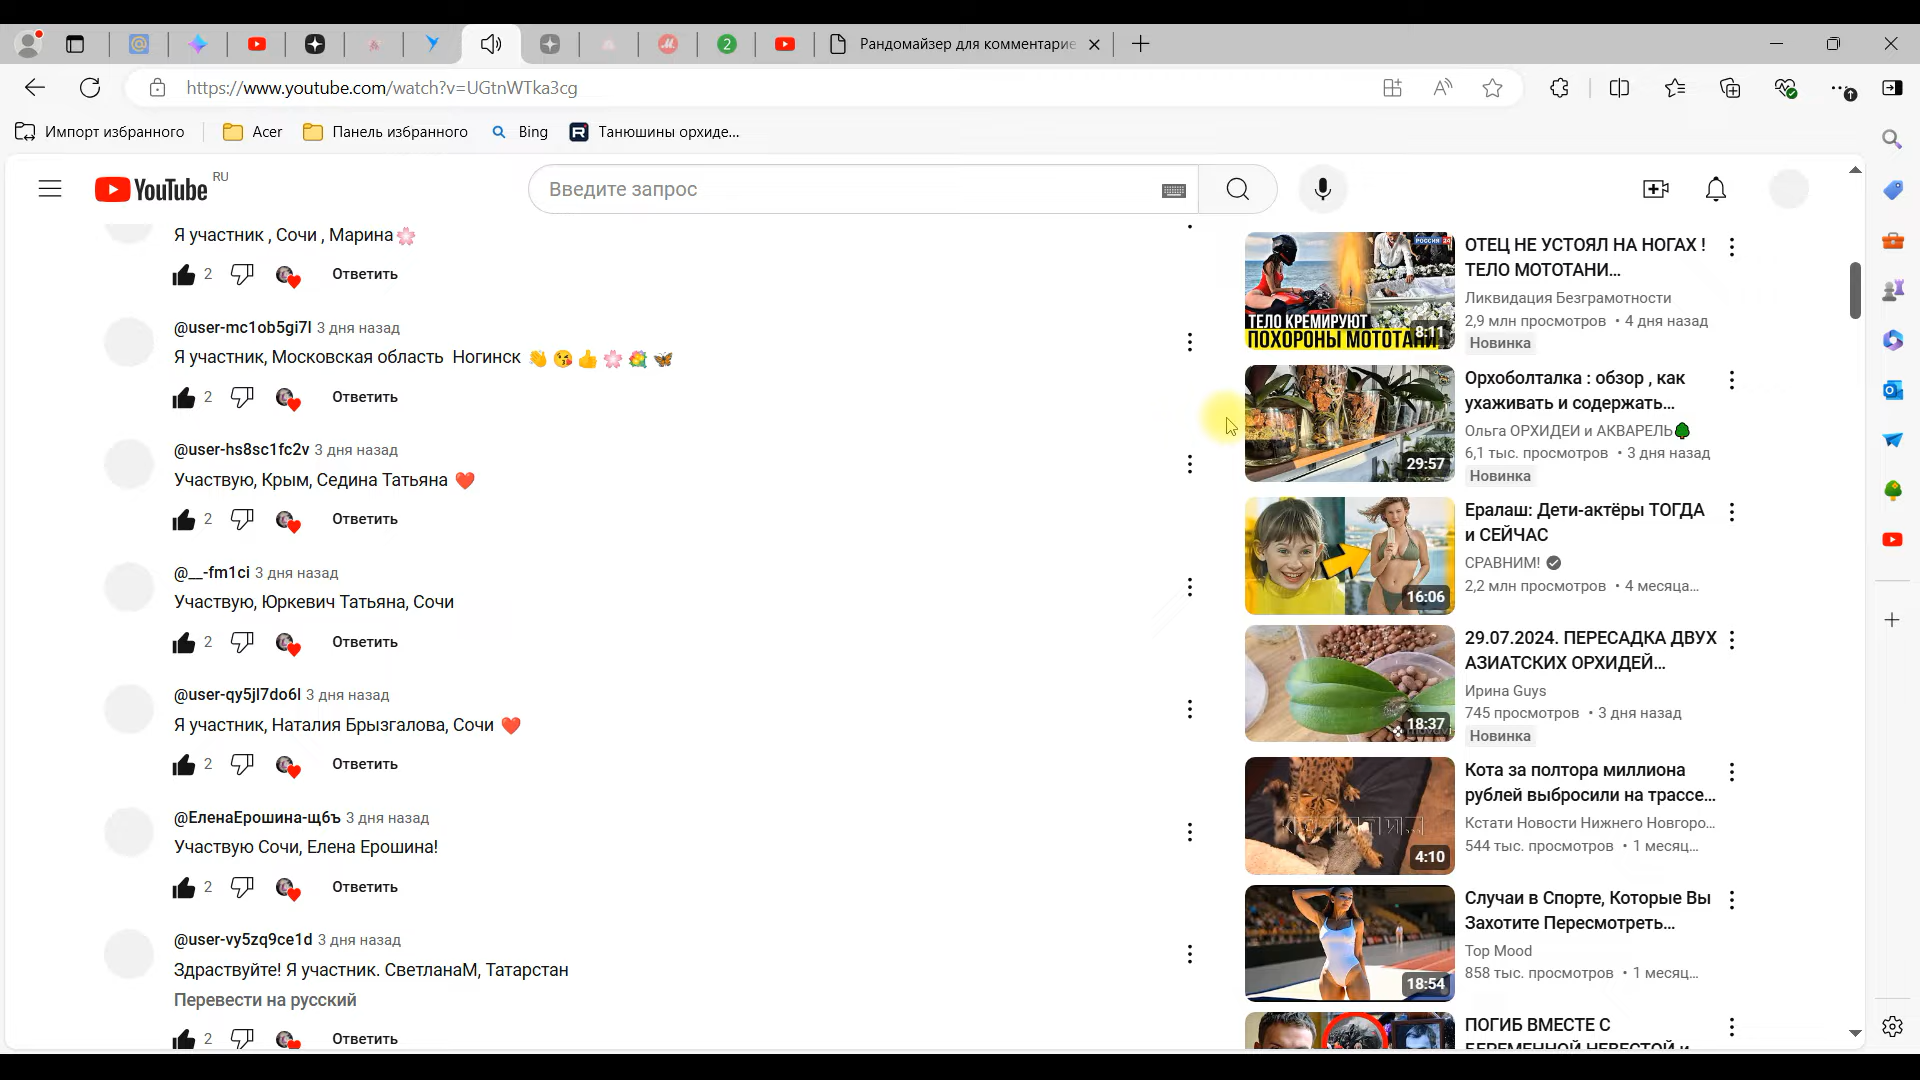 2
Рандомайзер для комментарие
https://www.youtube.com/watch?v=UGtnWTka3cg
Импорт избранного
Acer
Панель избранного
Bing
Танюшины орхиде...
YouTube
RU
Введите запрос
Я участник , Сочи , Марина🌸
2
Ответить
@user-mc1ob5gi7l 3 дня назад
Я участник, Московская область Ногинск 👋😘👍🌸💐🦋
2
Ответить
@user-hs8sc1fc2v 3 дня назад
Участвую, Крым, Седина Татьяна ❤️
2
Ответить
@__-fm1ci 3 дня назад
Участвую, Юркевич Татьяна, Сочи
2
Ответить
@user-qy5jl7do6l 3 дня назад
Я участник, Наталия Брызгалова, Сочи ❤️
2
Ответить
@ЕленаЕрошина-щ6ъ 3 дня назад
Участвую Сочи, Елена Ерошина!
2
Ответить
@user-vy5zq9ce1d 3 дня назад
Здраствуйте! Я участник. СветланаМ, Татарстан
Перевести на русский
2
Ответить
РОССИЯ 24
ТЕЛО КРЕМИРУЮТ
ПОХОРОНЫ МОТОТАНИ
8:11
ОТЕЦ НЕ УСТОЯЛ НА НОГАХ !
ТЕЛО МОТОТАНИ...
Ликвидация Безграмотности
2,9 млн просмотров • 4 дня назад
Новинка
29:57
Орхоболталка : обзор , как
ухаживать и содержать...
Ольга ОРХИДЕИ и АКВАРЕЛЬ🌳
6,1 тыс. просмотров • 3 дня назад
Новинка
16:06
Ералаш: Дети-актёры ТОГДА
и СЕЙЧАС
СРАВНИМ!
2,2 млн просмотров • 4 месяца...
18:37
29.07.2024. ПЕРЕСАДКА ДВУХ
АЗИАТСКИХ ОРХИДЕЙ...
Ирина Guys
745 просмотров • 3 дня назад
Новинка
4:10
Кота за полтора миллиона
рублей выбросили на трассе...
Кстати Новости Нижнего Новгоро...
544 тыс. просмотров • 1 месяц...
18:54
Случаи в Спорте, Которые Вы
Захотите Пересмотреть...
Top Mood
858 тыс. просмотров • 1 месяц...
ПОГИБ ВМЕСТЕ С
БЕРЕМЕННОЙ НЕВЕСТОЙ и